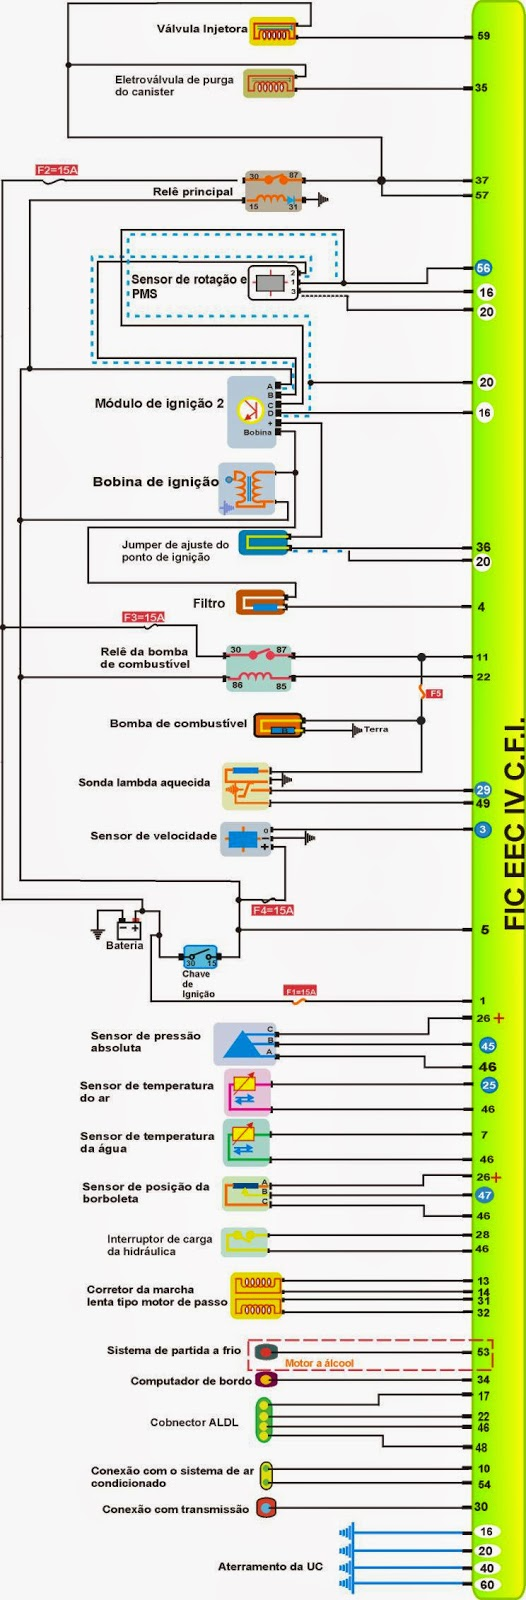 Válvula Injetora
59
Eletroválvula de purga
do canister
35
F2=15A
30 87
37
Relê principal
57
15 31
56
2
Sensor de rotação e
1
PMS
3
16
20
20
A
B
Módulo de ignição 2
C
D
16
+
Bobina
Bobina de ignição
Jumper de ajuste do
ponto de ignição
36
20
Filtro
4
F3=15A
Relê da bomba
de combustível
30 87
11
22
86 85
F5
Bomba de combustível
Terra
Sonda lambda aquecida
29
49
Sensor de velocidade
o
−
+
3
F4=15A
FIC EEC IV C.F.I.
5
− +
Bateria
30 15
Chave
de
Ignição
F1=15A
1
26 +
Sensor de pressão
absoluta
C
B
A
45
46
Sensor de temperatura
do ar
25
46
Sensor de temperatura
da água
7
46
26+
Sensor de posição da
borboleta
A
B
C
47
46
Interruptor de carga
da hidráulica
28
46
13
Corretor da marcha
lenta tipo motor de passo
14
31
32
Sistema de partida a frio
53
Motor a álcool
Computador de bordo
34
17
Cobnector ALDL
22
46
48
Conexão com o sistema de ar
condicionado
10
54
Conexão com transmissão
30
16
20
Aterramento da UC
40
60